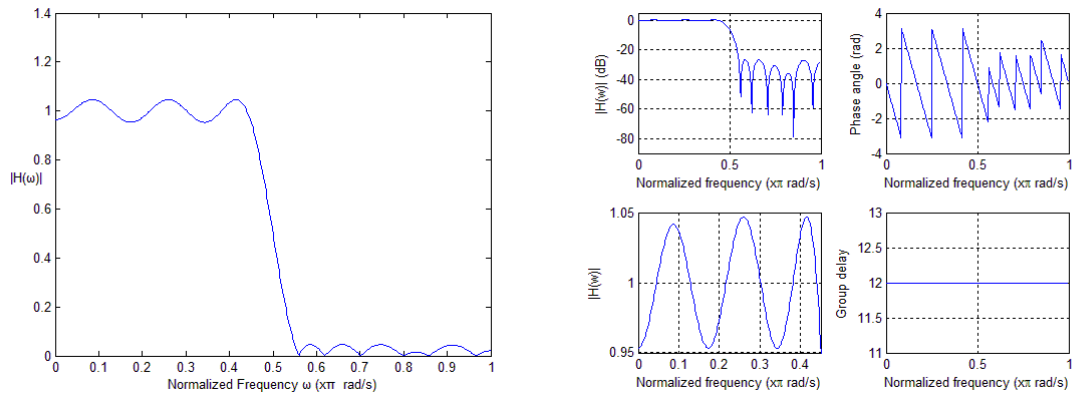 1.4
1.2
1
0.8
|H(ω)|
0.6
0.4
0.2
0
0 0.1 0.2 0.3 0.4 0.5 0.6 0.7 0.8 0.9 1
Normalized Frequency ω (xπ rad/s)
0
-20
-40
-60
-80
|H(w)| (dB)
0 0.5 1
Normalized frequency (xπ rad/s)
4
2
0
-2
-4
Phase angle (rad)
0 0.5 1
Normalized frequency (xπ rad/s)
1.05
1
0.95
|H(w)|
0 0.1 0.2 0.3 0.4
Normalized frequency (xπ rad/s)
13
12.5
12
11.5
11
Group delay
0 0.5 1
Normalized frequency (xπ rad/s)